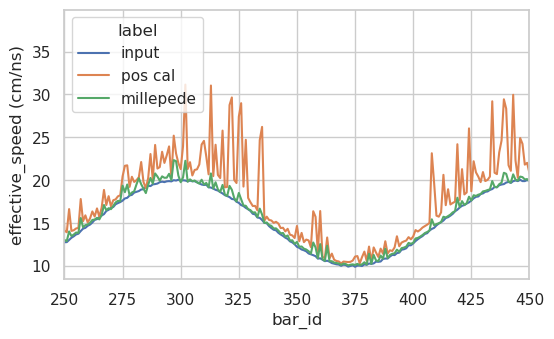 label
input
pos cal
millepede
effective_speed (cm/ns)
35
30
25
20
15
10
250 275 300 325 350 375 400 425 450
bar_id